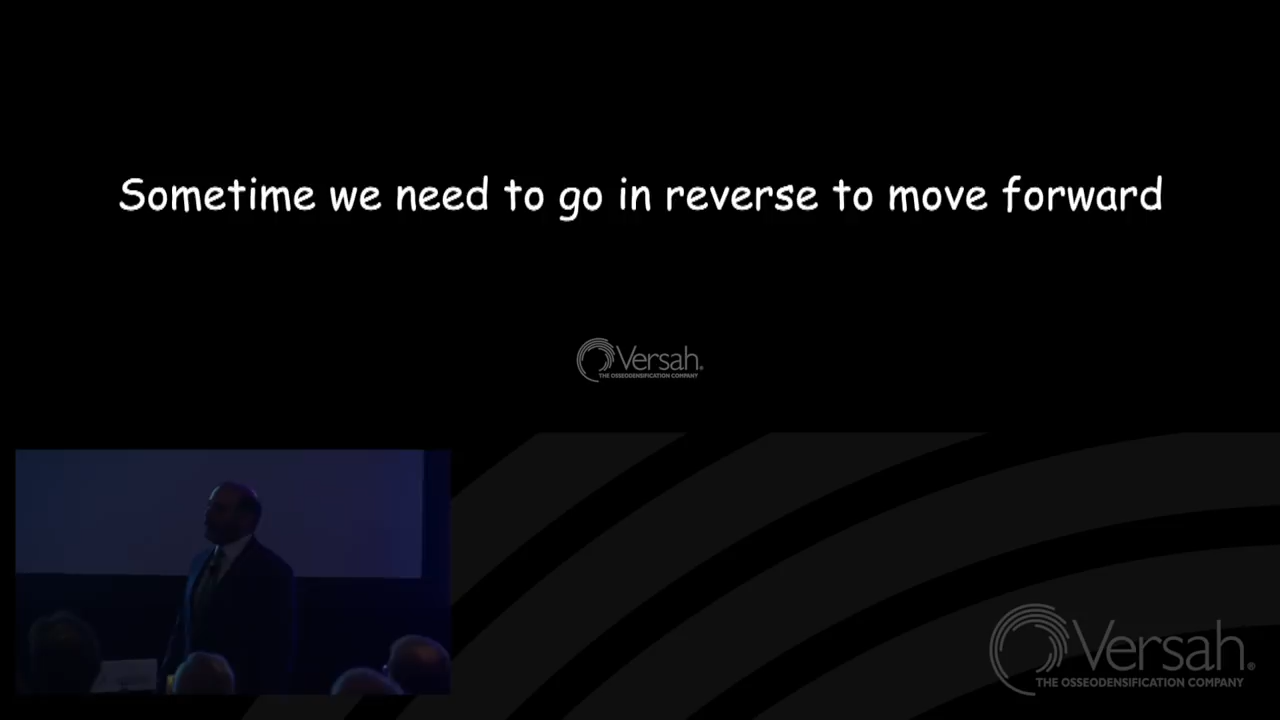 Sometime we need to go in reverse to move forward
Versah®
THE OSSEODENSIFICATION COMPANY
Versah®
THE OSSEODENSIFICATION COMPANY